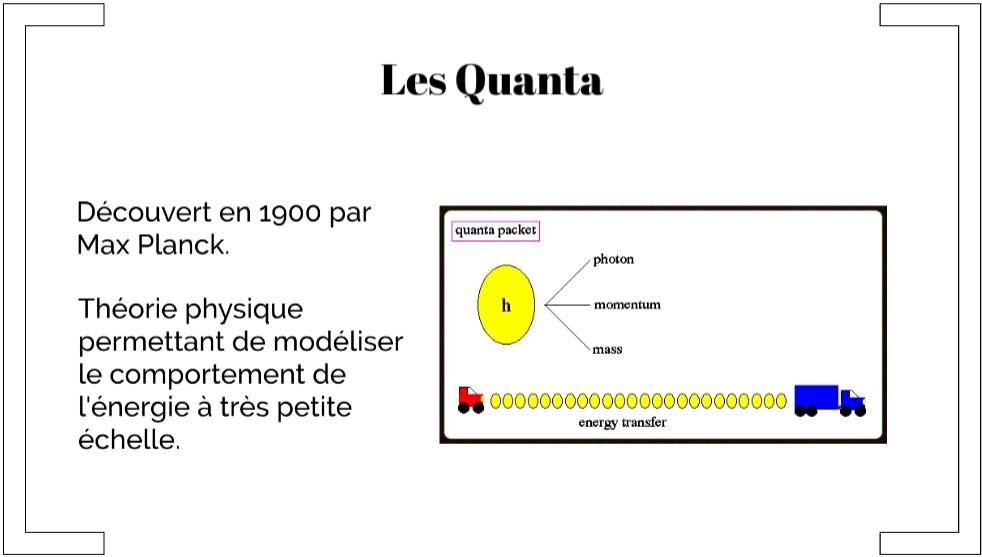 Les Quanta
Découvert en 1900 par
Max Planck.
Théorie physique
permettant de modéliser
le comportement de
l'énergie à très petite
échelle.
quanta packet
h
photon
momentum
mass
energy transfer